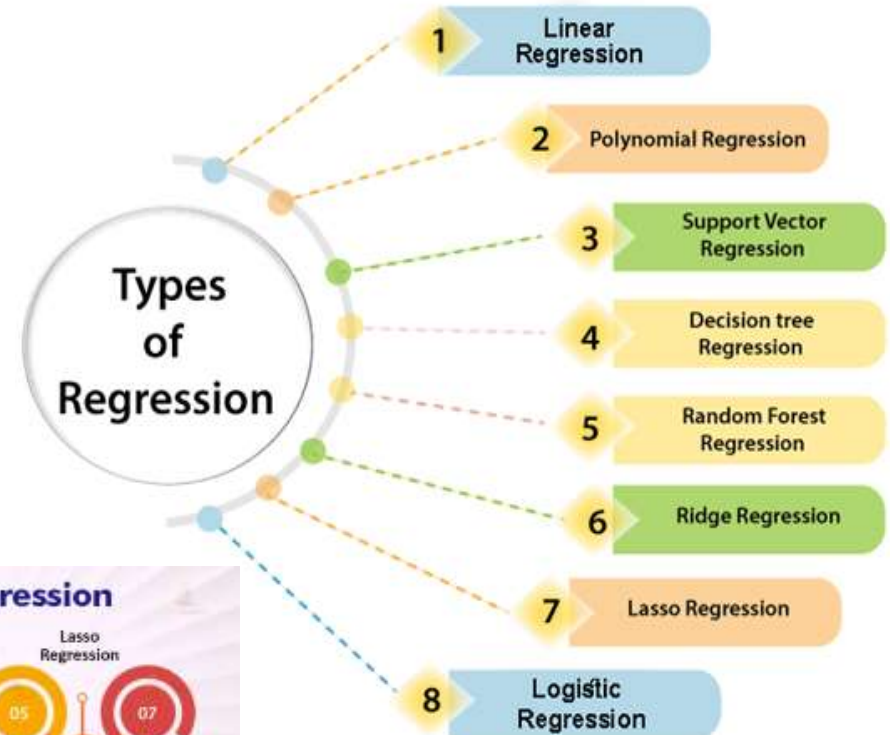 Types
of
Regression
1
Linear
Regression
2
Polynomial Regression
3
Support Vector
Regression
4
Decision tree
Regression
5
Random Forest
Regression
6
Ridge Regression
7
Lasso Regression
8
Logistic
Regression
ression
Lasso
Regression
05
07